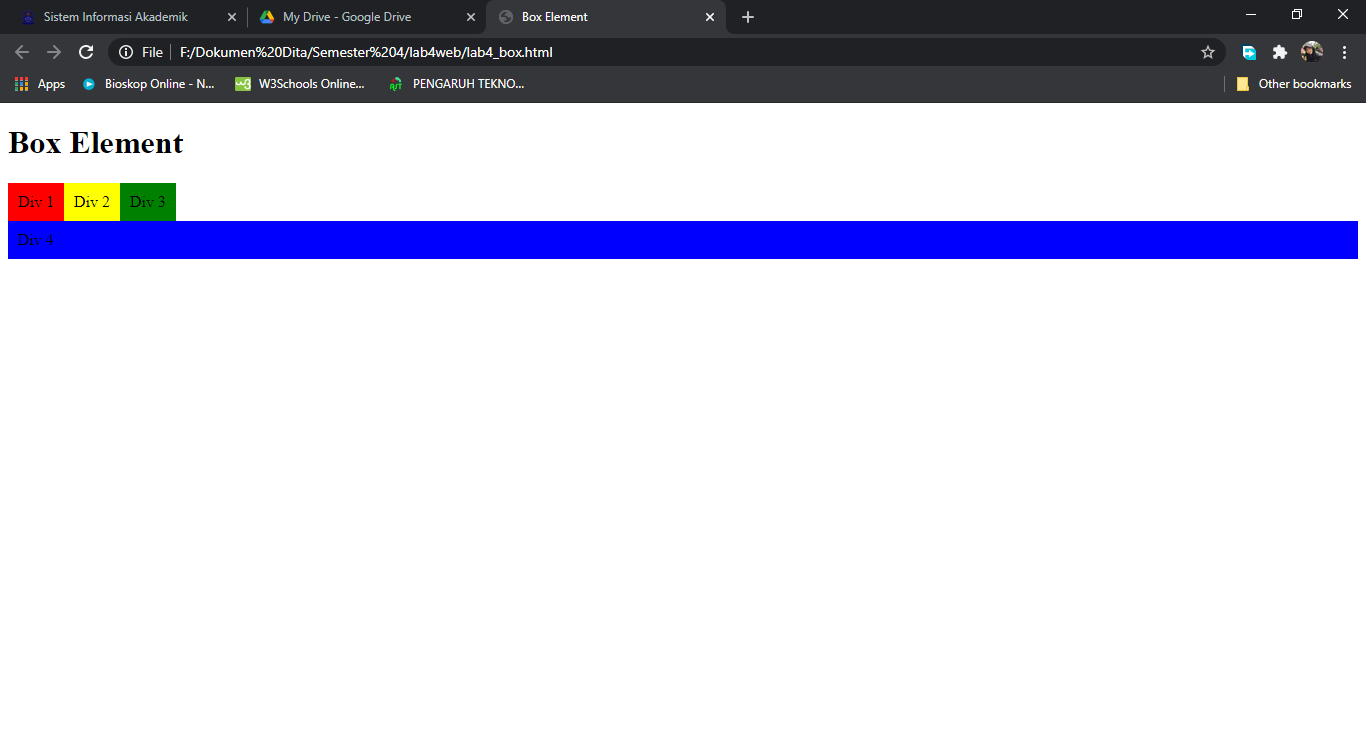 Sistem Informasi Akademik
My Drive - Google Drive
Box Element
File
F:/Dokumen%20Dita/Semester%204/lab4web/lab4_box.html
Apps
Bioskop Online - N...
W3Schools Online...
PENGARUH TEKNO...
Other bookmarks
Box Element
Div 1 Div 2 Div 3
Div 4